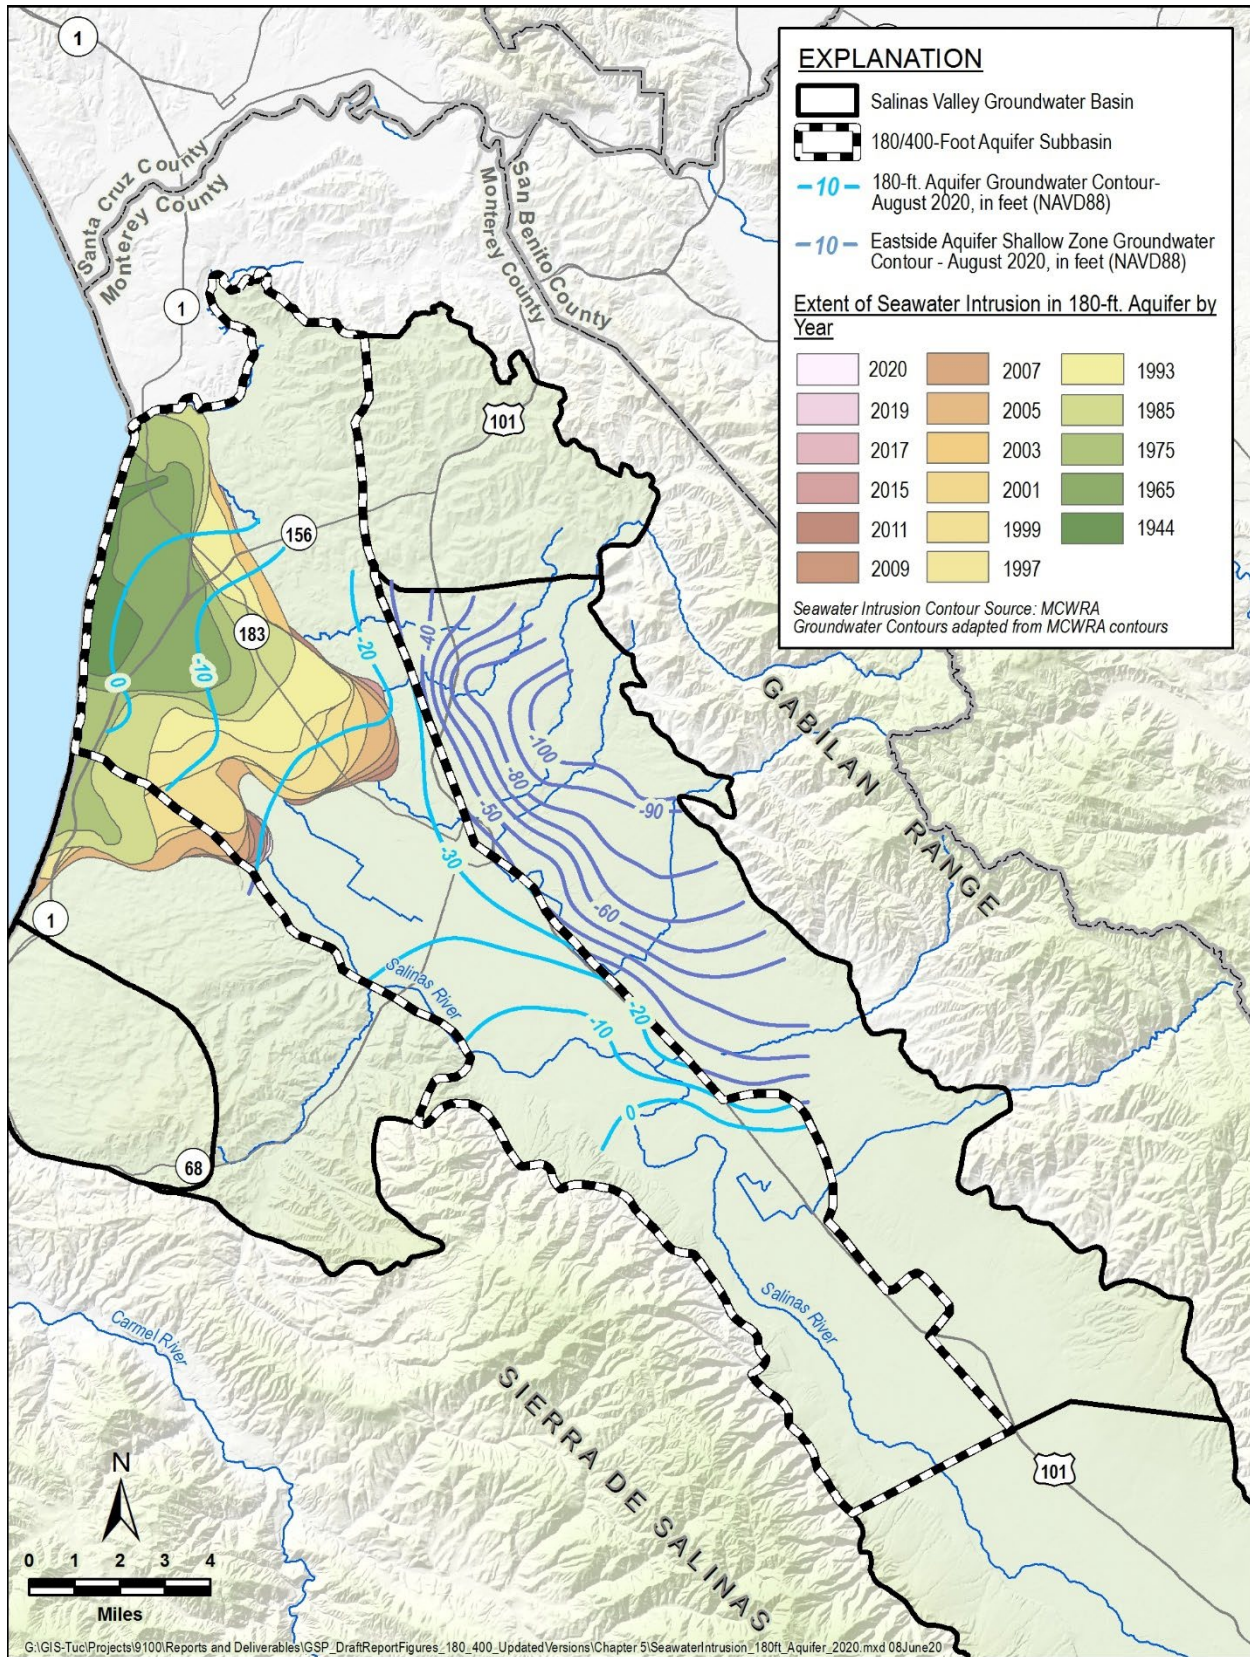 1
EXPLANATION
Salinas Valley Groundwater Basin
180/400-Foot Aquifer Subbasin
-10
180-ft. Aquifer Groundwater Contour-
August 2020, in feet (NAVD88)
-10
Eastside Aquifer Shallow Zone Groundwater
Contour - August 2020, in feet (NAVD88)
Extent of Seawater Intrusion in 180-ft. Aquifer by
Year
2020
2007
1993
2019
2005
1985
2017
2003
1975
2015
2001
1965
2011
1999
1944
2009
1997
Seawater Intrusion Contour Source: MCWRA
Groundwater Contours adapted from MCWRA contours
Santa Cruz County
Monterey County
San Benito County
Monterey County
1
101
156
183
-40
-20
-10
0
-100
-80
-90
-50
-30
-60
GABILAN
RANGE
1
Salinas River
-20
-10
0
68
Salinas River
Carmel River
SIERRA DE SALINAS
101
N
0 1 2 3 4
Miles
G:\GIS-Tuc\Projects\9100\Reports and Deliverables\GSP_DraftReportFigures_180_400_UpdatedVersions\Chapter 5\SeawaterIntrusion_180ft_Aquifer_2020.mxd 08June20